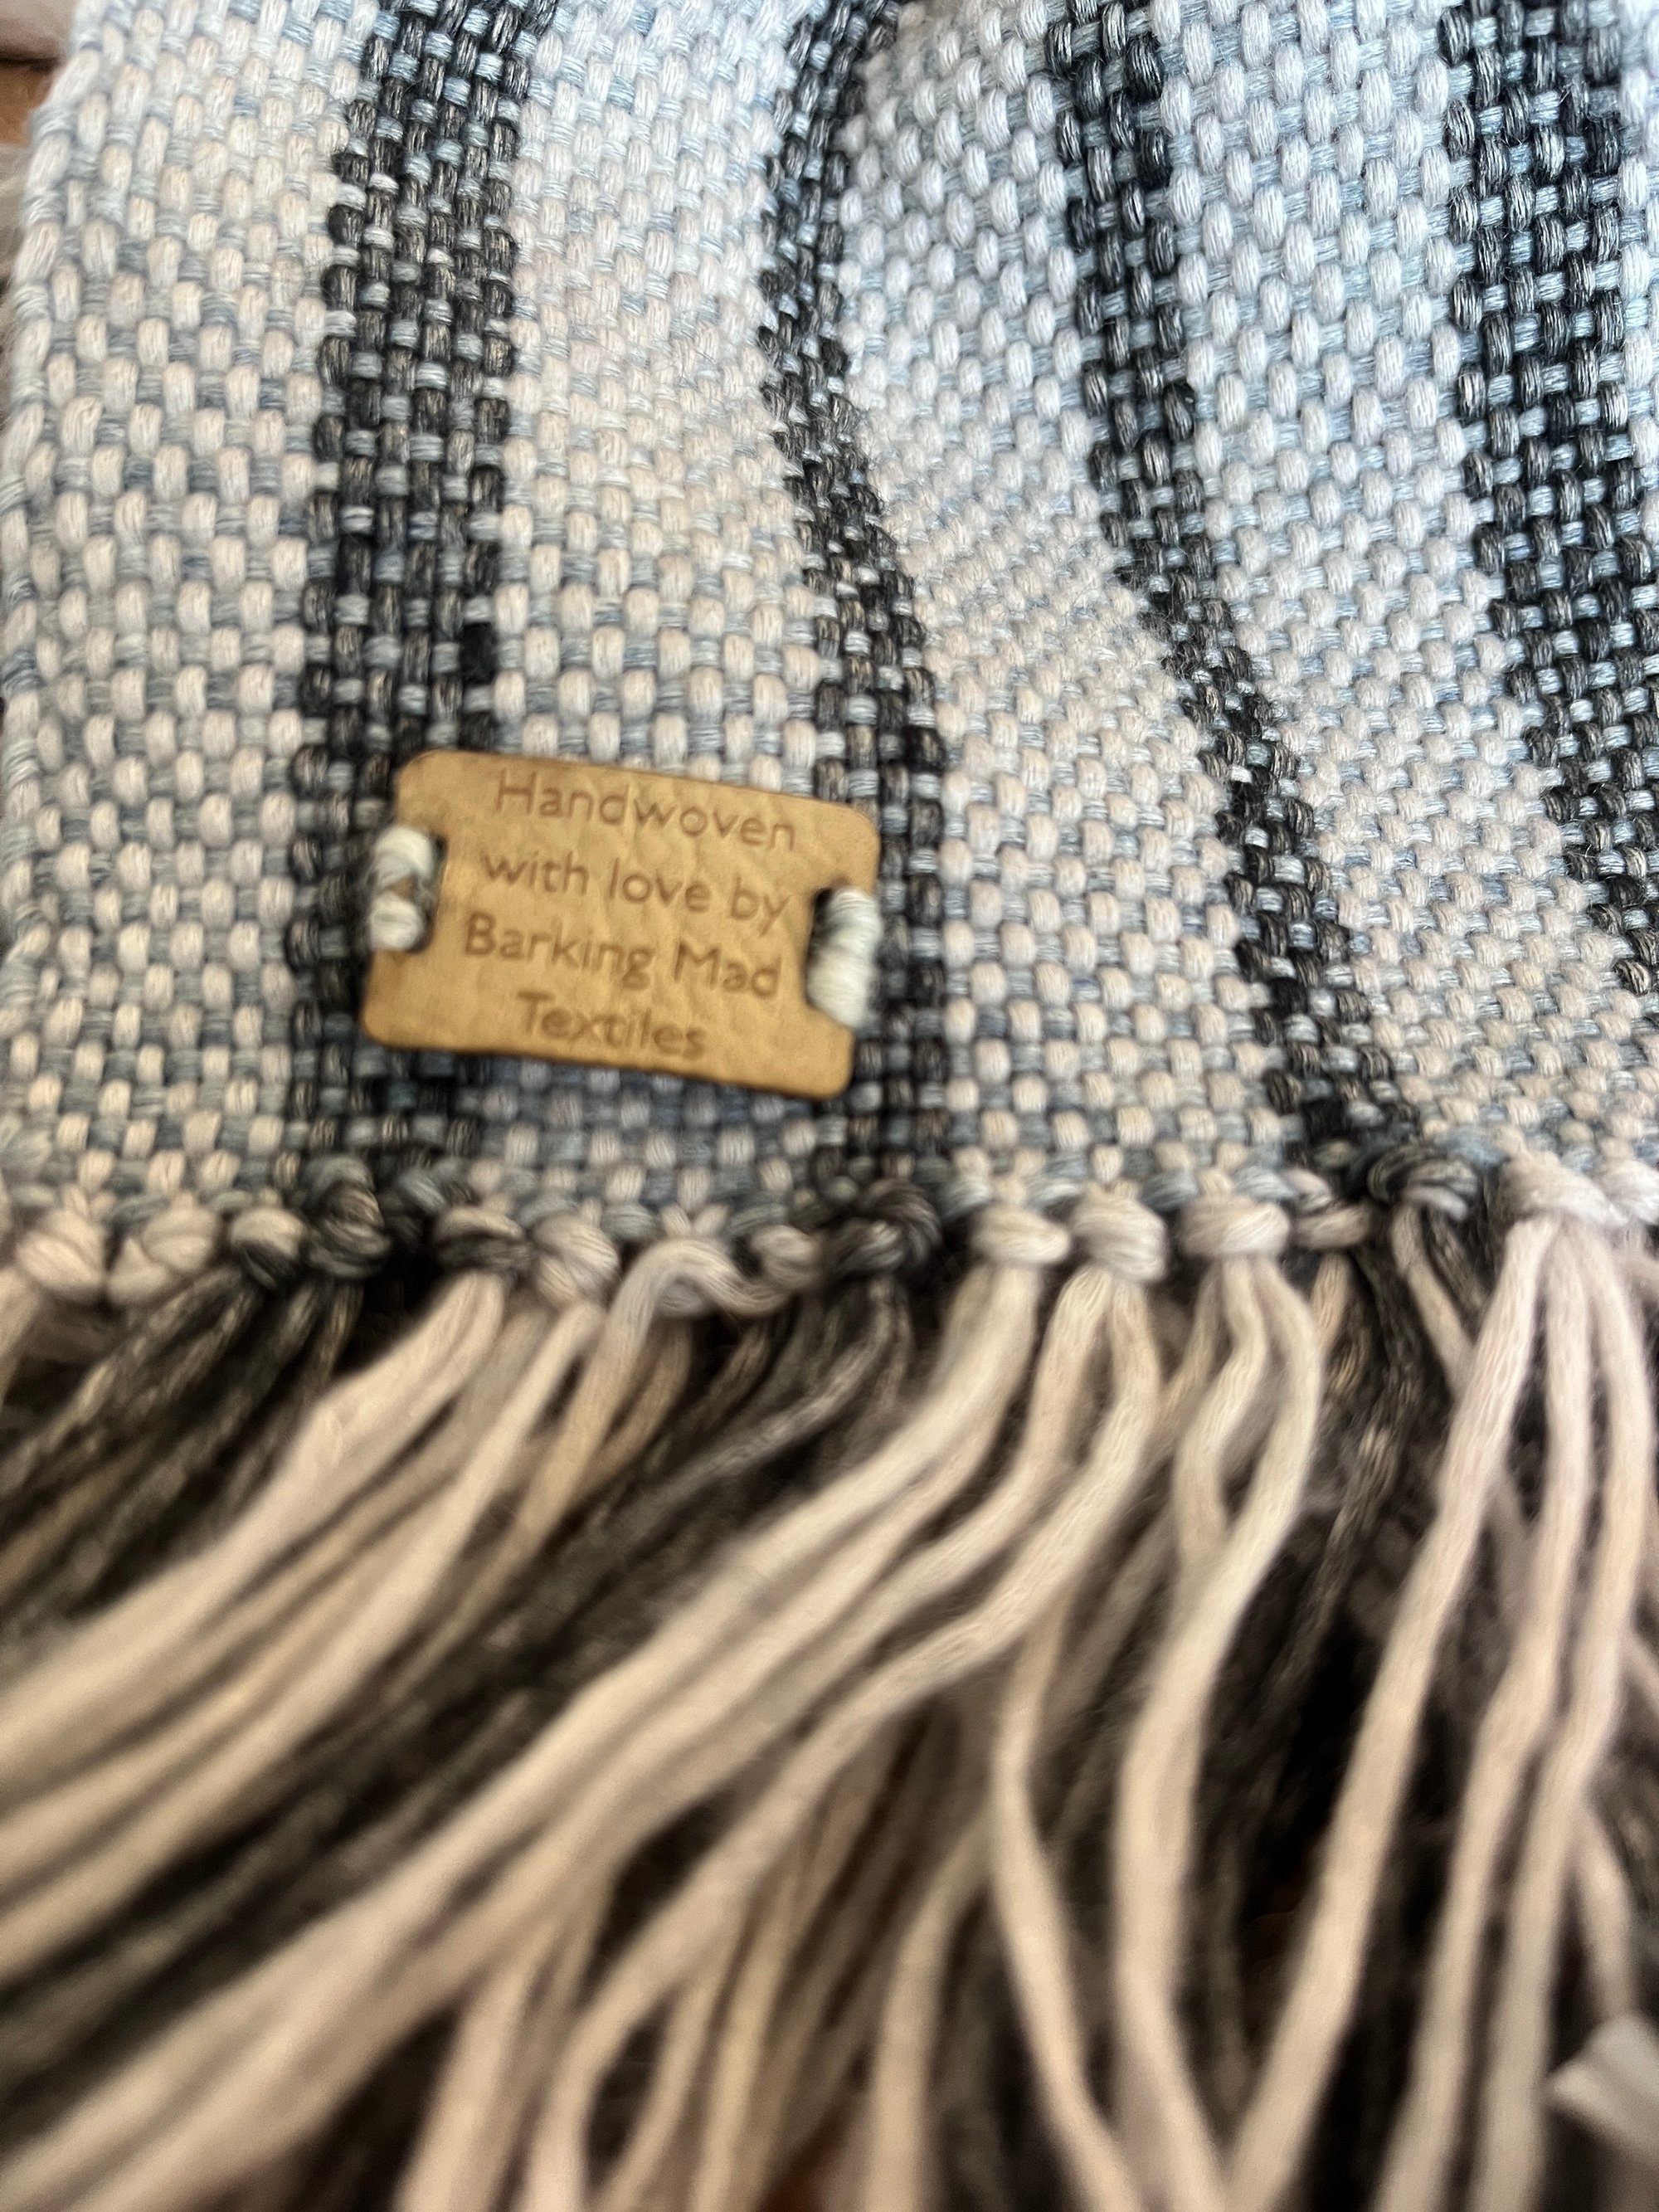 Handwoven
with love by
Barking Mad
Textiles